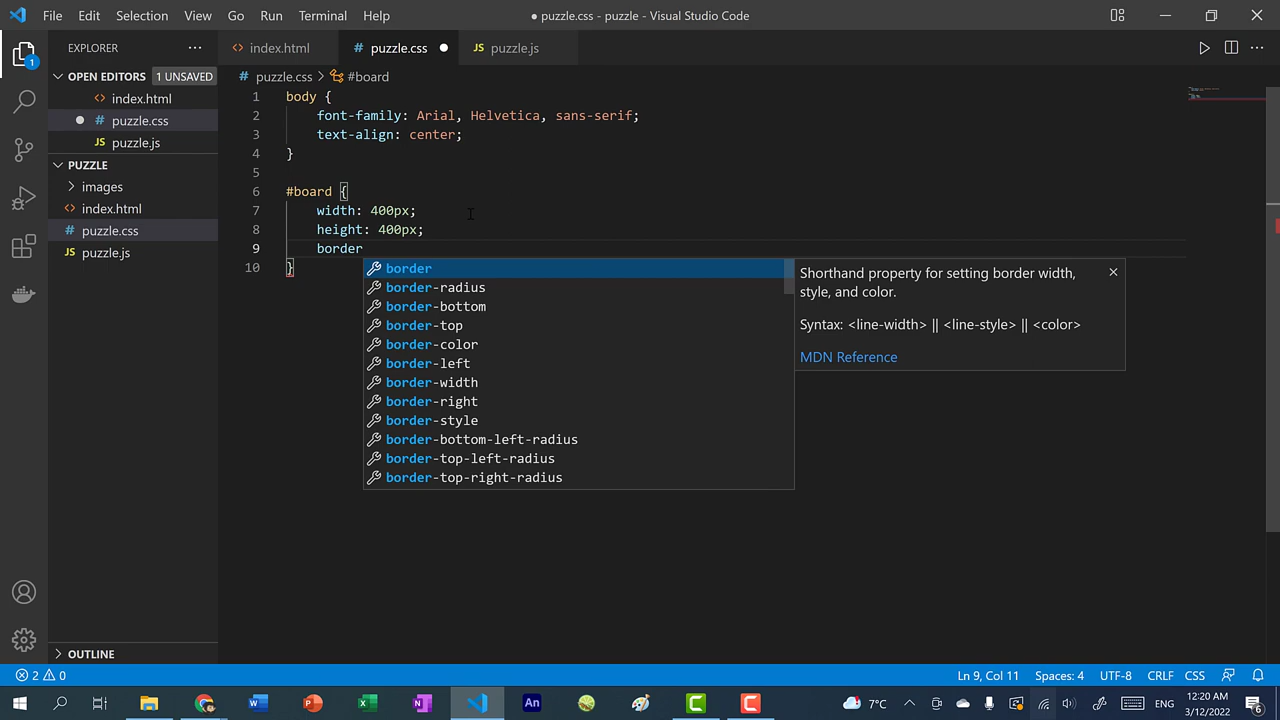 File Edit Selection View Go Run Terminal Help
● puzzle.css - puzzle - Visual Studio Code
EXPLORER ···
<> index.html # puzzle.css ● JS puzzle.js
OPEN EDITORS 1 UNSAVED
<> index.html
● # puzzle.css
JS puzzle.js
PUZZLE
> images
<> index.html
# puzzle.css
JS puzzle.js
OUTLINE
1
# puzzle.css > #board
1 body {
2 font-family: Arial, Helvetica, sans-serif;
3 text-align: center;
4 }
5
6 #board {
7 width: 400px;
8 height: 400px;
9 border
10 }
border
border-radius
border-bottom
border-top
border-color
border-left
border-width
border-right
border-style
border-bottom-left-radius
border-top-left-radius
border-top-right-radius
Shorthand property for setting border width,
style, and color.
Syntax: <line-width> || <line-style> || <color>
MDN Reference
2 0
Ln 9, Col 11 Spaces: 4 UTF-8 CRLF CSS
An
7°C ENG
12:20 AM
3/12/2022
6